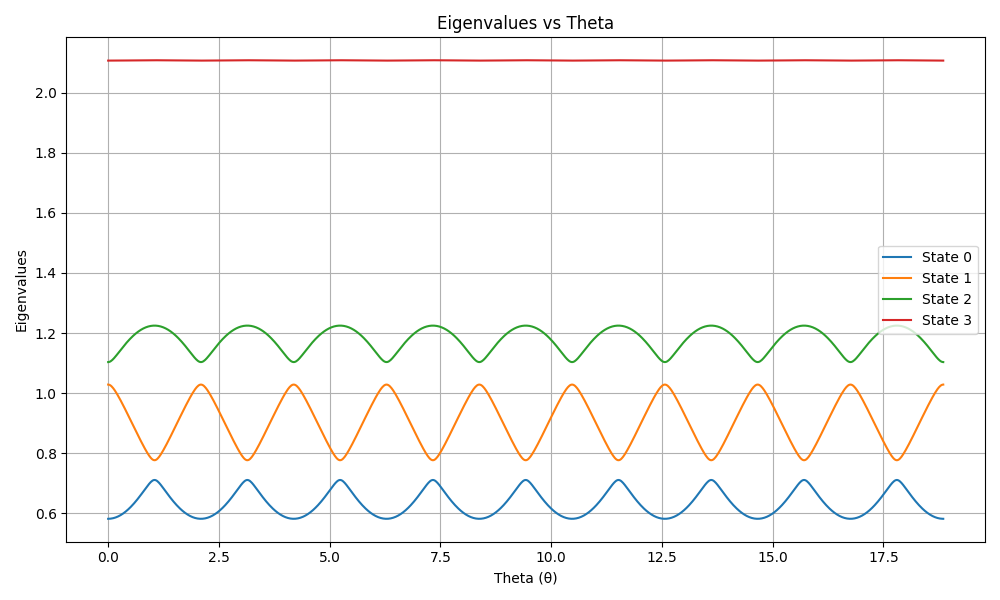 Eigenvalues vs Theta
2.0
1.8
1.6
1.4
1.2
1.0
0.8
0.6
Eigenvalues
State 0
State 1
State 2
State 3
0.0 2.5 5.0 7.5 10.0 12.5 15.0 17.5
Theta (θ)